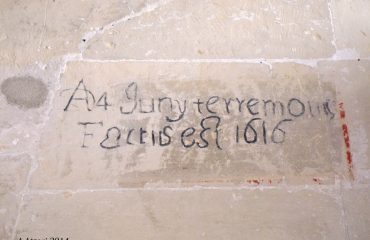 A 4 Juny terremotus
Factus est 1616